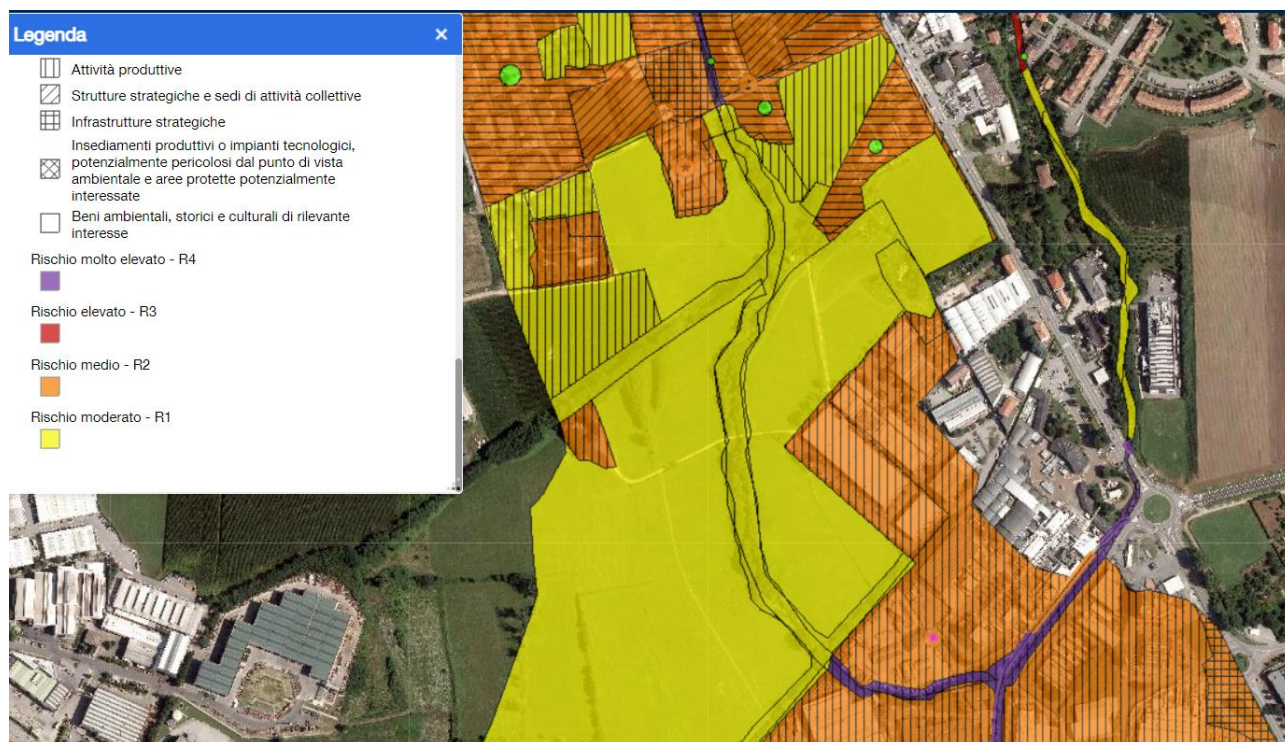 Legenda ×
Attività produttive
Strutture strategiche e sedi di attività collettive
Infrastrutture strategiche
Insediamenti produttivi o impianti tecnologici,
potenzialmente pericolosi dal punto di vista
ambientale e aree protette potenzialmente
interessate
Beni ambientali, storici e culturali di rilevante
interesse
Rischio molto elevato - R4
Rischio elevato - R3
Rischio medio - R2
Rischio moderato - R1